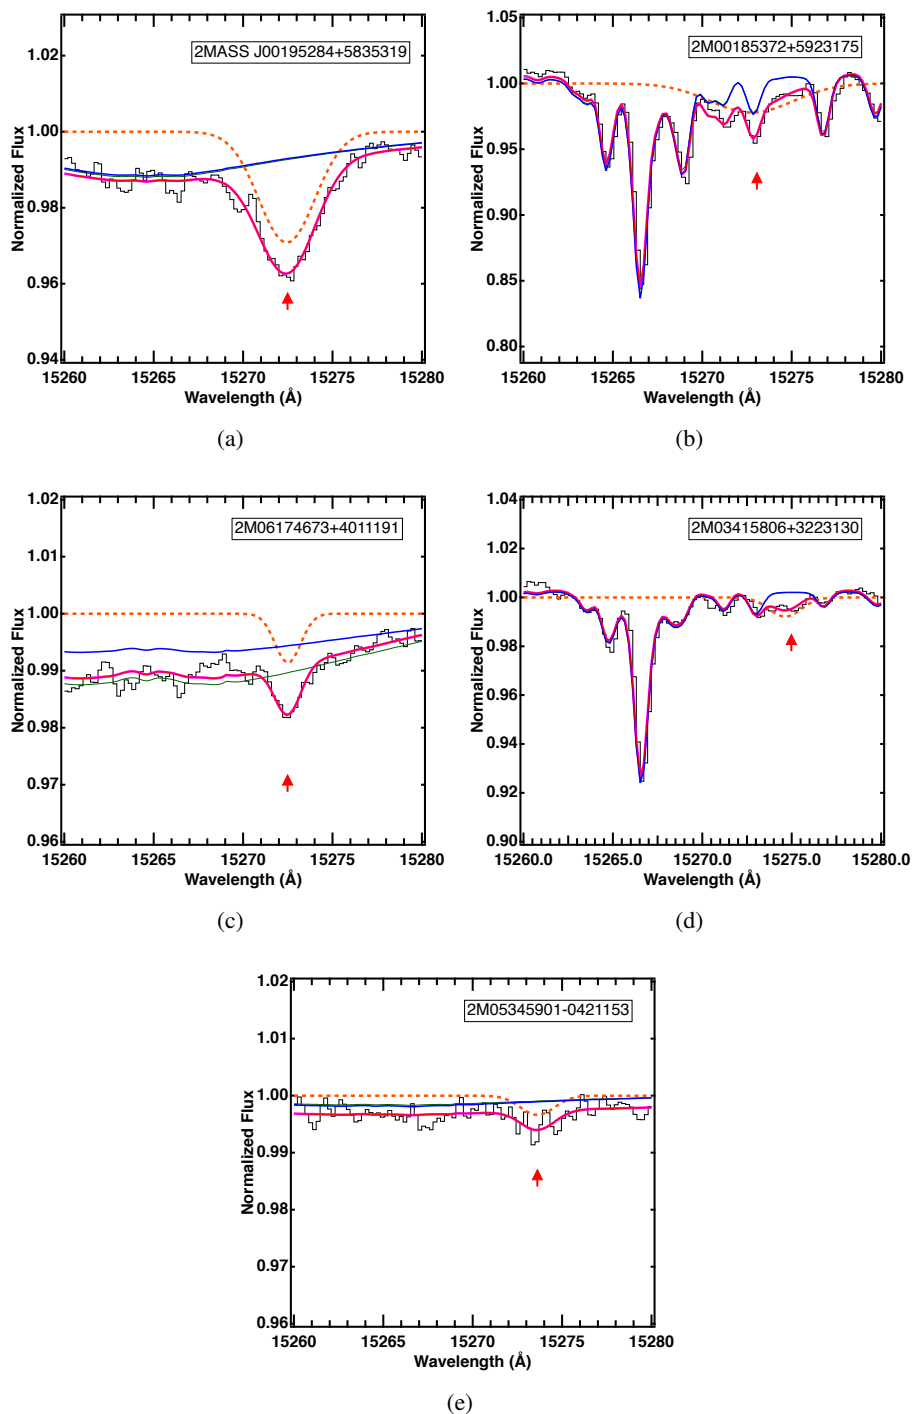 2MASS J00195284+5835319
1.02
1.00
0.98
0.96
0.94
Normalized Flux
15260 15265 15270 15275 15280
Wavelength (Å)
(a)
2M00185372+5923175
1.05
1.00
0.95
0.90
0.85
0.80
Normalized Flux
15260 15265 15270 15275 15280
Wavelength (Å)
(b)
2M06174673+4011191
1.02
1.01
1.00
0.99
0.98
0.97
0.96
Normalized Flux
15260 15265 15270 15275 15280
Wavelength (Å)
(c)
2M03415806+3223130
1.04
1.02
1.00
0.98
0.96
0.94
0.92
0.90
Normalized Flux
15260.0 15265.0 15270.0 15275.0 15280.0
Wavelength (Å)
(d)
2M05345901-0421153
1.02
1.01
1.00
0.99
0.98
0.97
0.96
Normalized Flux
15260 15265 15270 15275 15280
Wavelength (Å)
(e)